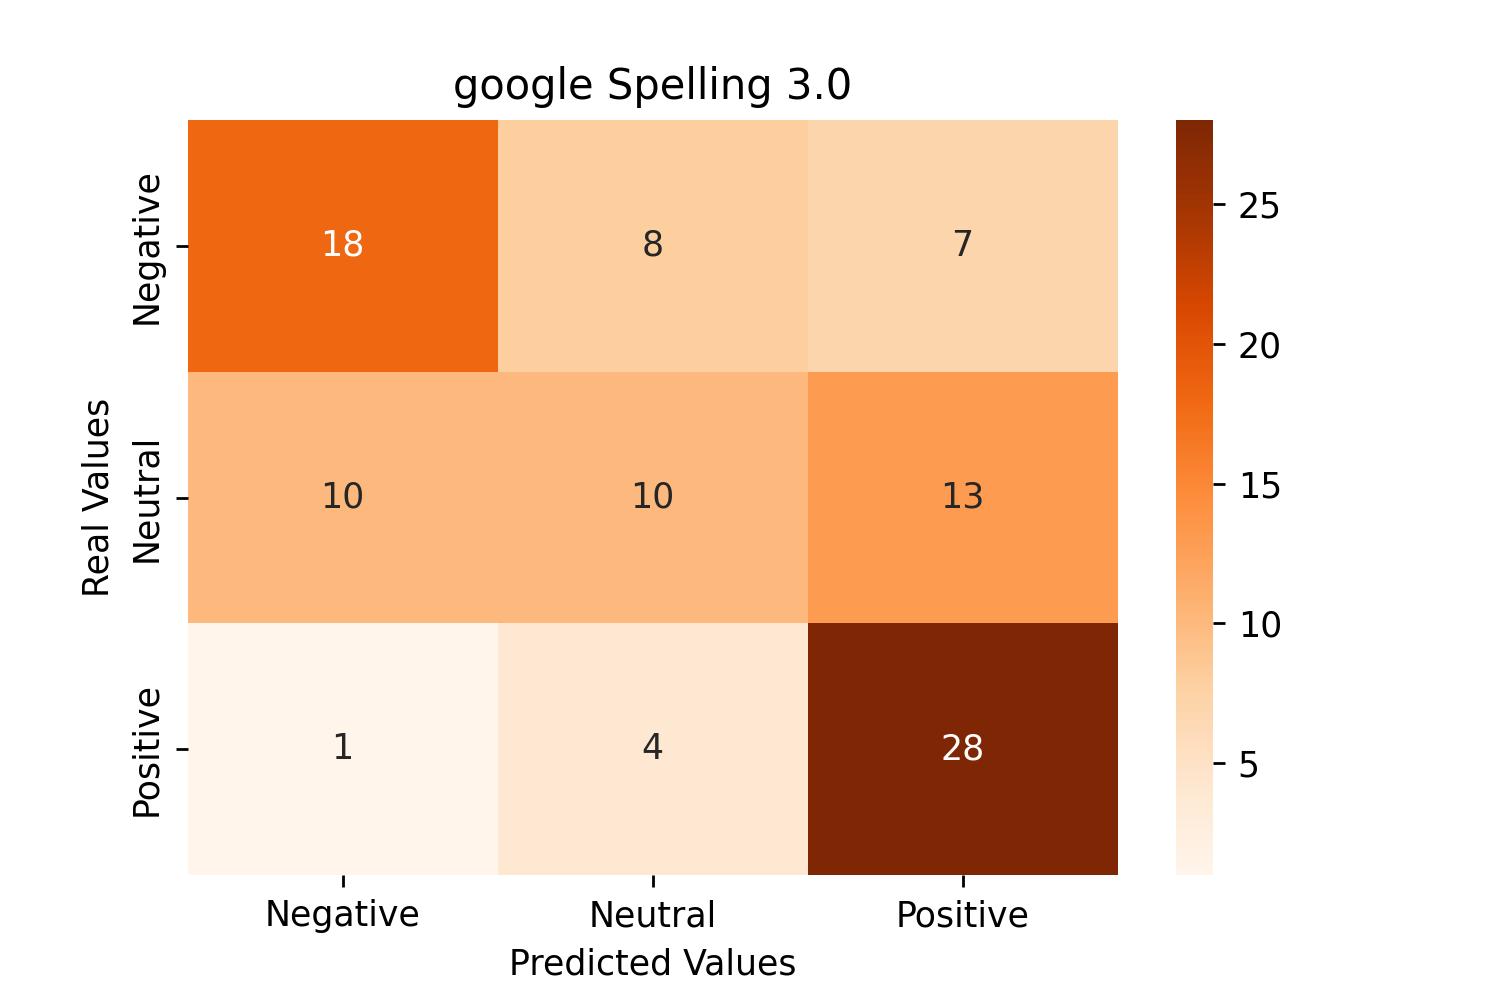 google Spelling 3.0
Real Values
Negative
18 8 7
Neutral
10 10 13
Positive
1 4 28
Negative Neutral Positive
Predicted Values
25
20
15
10
5